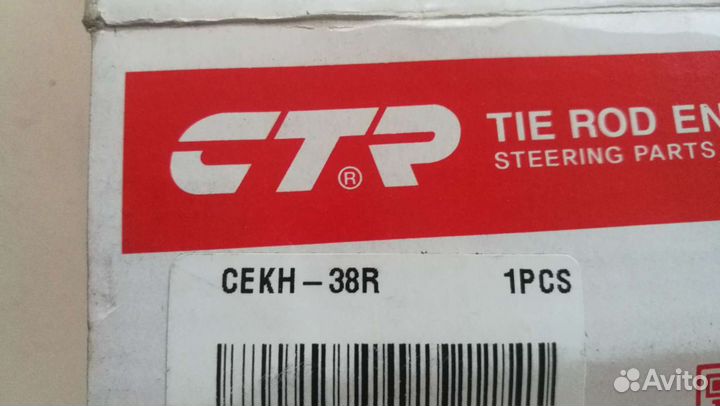 CTR®
TIE ROD EN
STEERING PARTS
CEKH-38R 1PCS
Avito